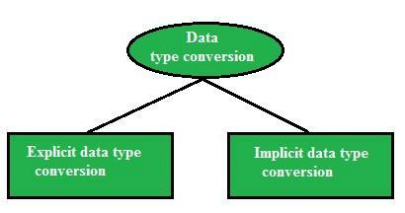 Data
type conversion
Explicit data type
conversion
Implicit data type
conversion